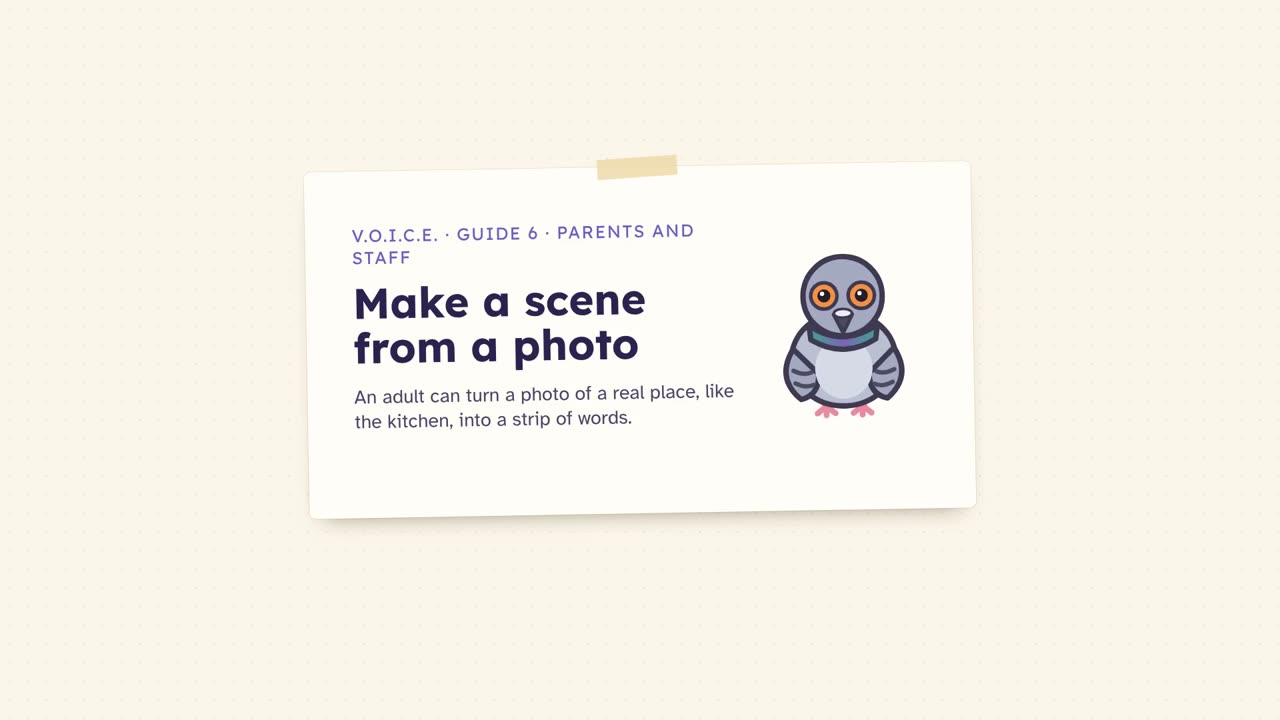 V.O.I.C.E. · GUIDE 6 · PARENTS AND
STAFF
Make a scene
from a photo
An adult can turn a photo of a real place, like
the kitchen, into a strip of words.